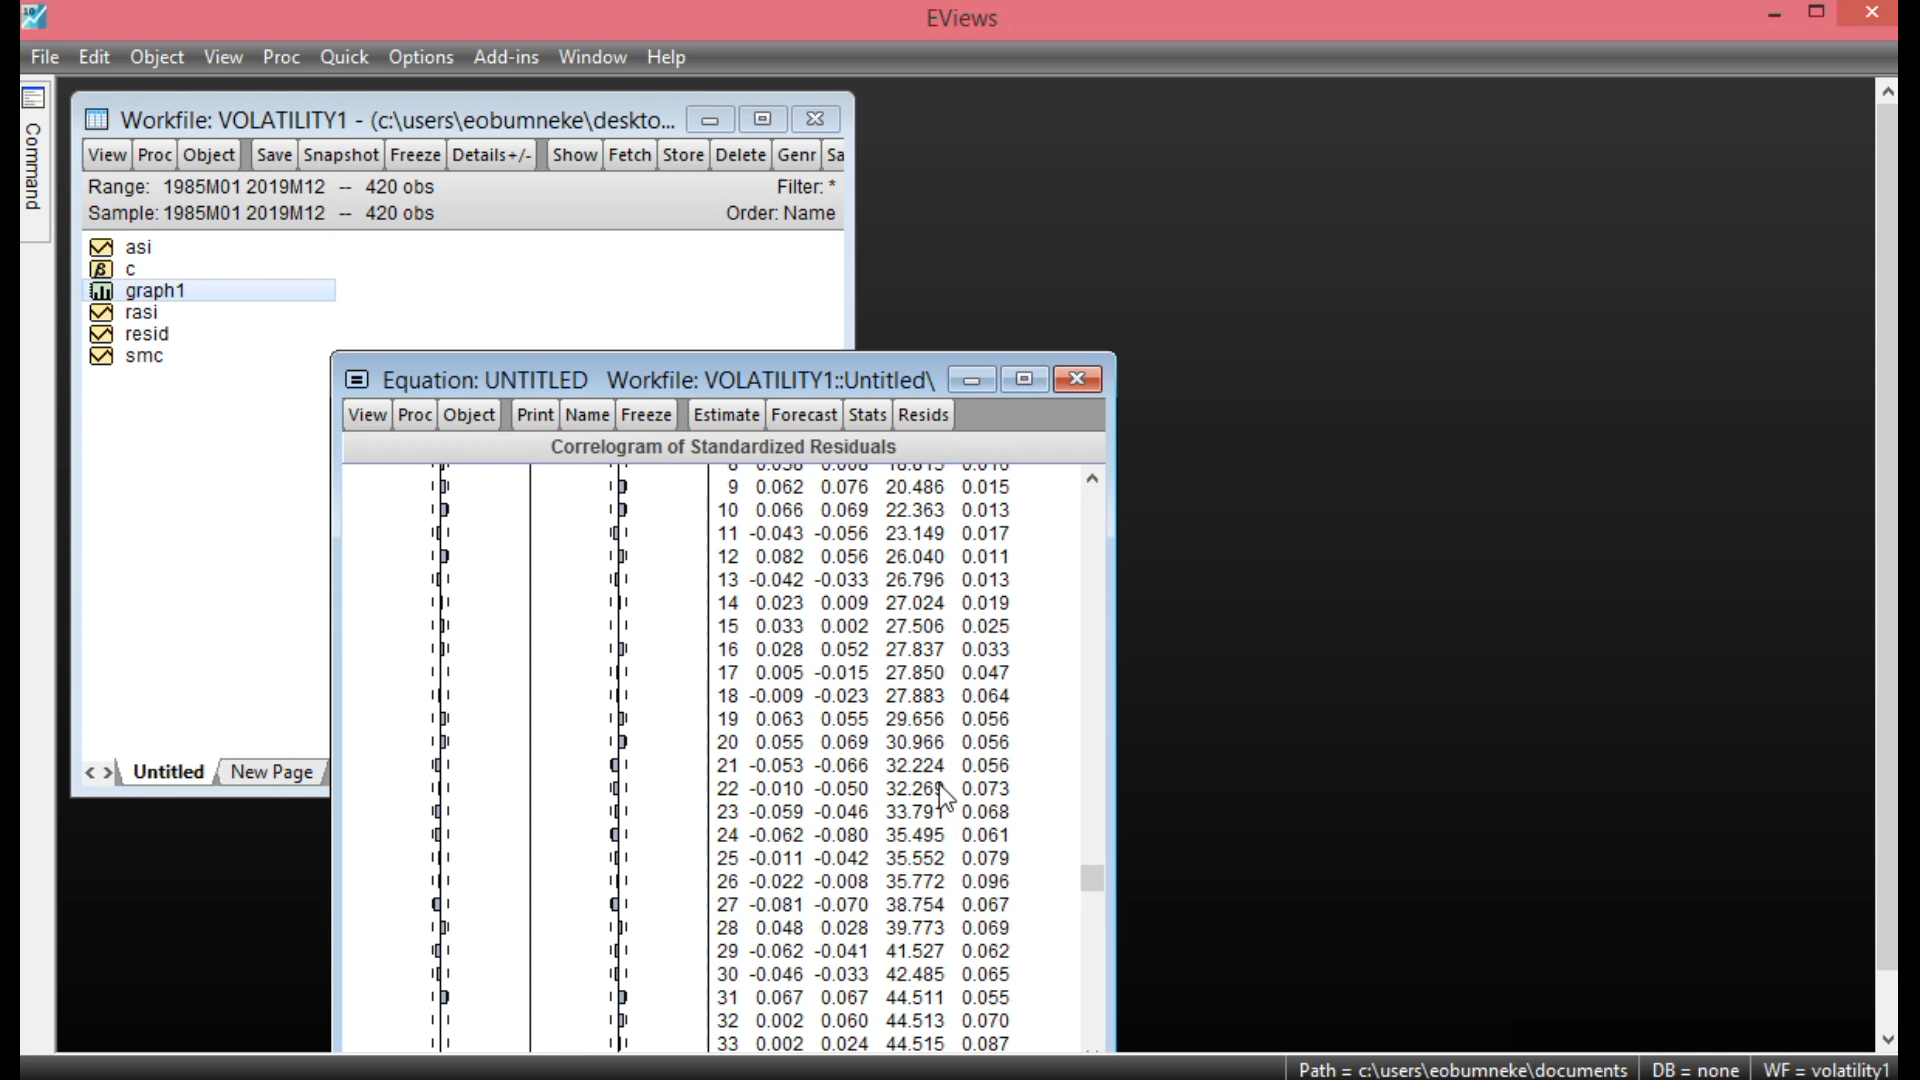 EViews
File Edit Object View Proc Quick Options Add-ins Window Help
Command
Workfile: VOLATILITY1 - (c:\users\eobumneke\deskto...
View Proc Object Save Snapshot Freeze Details+/- Show Fetch Store Delete Genr Sa
Range: 1985M01 2019M12 -- 420 obs Filter: *
Sample: 1985M01 2019M12 -- 420 obs Order: Name
asi
c
graph1
rasi
resid
smc
Untitled New Page
Equation: UNTITLED Workfile: VOLATILITY1::Untitled\
View Proc Object Print Name Freeze Estimate Forecast Stats Resids
Correlogram of Standardized Residuals
9 0.062 0.076 20.486 0.015
10 0.066 0.069 22.363 0.013
11 -0.043 -0.056 23.149 0.017
12 0.082 0.056 26.040 0.011
13 -0.042 -0.033 26.796 0.013
14 0.023 0.009 27.024 0.019
15 0.033 0.002 27.506 0.025
16 0.028 0.052 27.837 0.033
17 0.005 -0.015 27.850 0.047
18 -0.009 -0.023 27.883 0.064
19 0.063 0.055 29.656 0.056
20 0.055 0.069 30.966 0.056
21 -0.053 -0.066 32.224 0.056
22 -0.010 -0.050 32.269 0.073
23 -0.059 -0.046 33.791 0.068
24 -0.062 -0.080 35.495 0.061
25 -0.011 -0.042 35.552 0.079
26 -0.022 -0.008 35.772 0.096
27 -0.081 -0.070 38.754 0.067
28 0.048 0.028 39.773 0.069
29 -0.062 -0.041 41.527 0.062
30 -0.046 -0.033 42.485 0.065
31 0.067 0.067 44.511 0.055
32 0.002 0.060 44.513 0.070
33 0.002 0.024 44.515 0.087
Path = c:\users\eobumneke\documents DB = none WF = volatility1